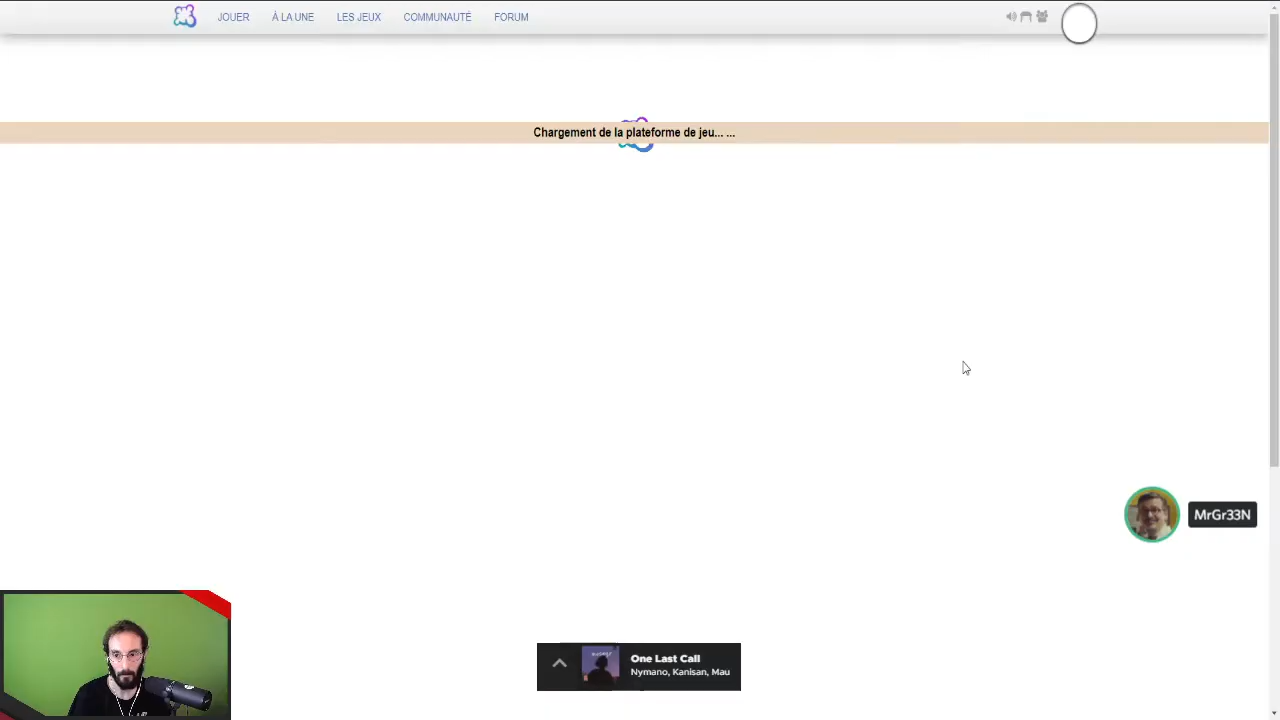 JOUER À LA UNE LES JEUX COMMUNAUTÉ FORUM
Chargement de la plateforme de jeu... ...
MrGr33N
One Last Call
Nymano, Kanisan, Mau